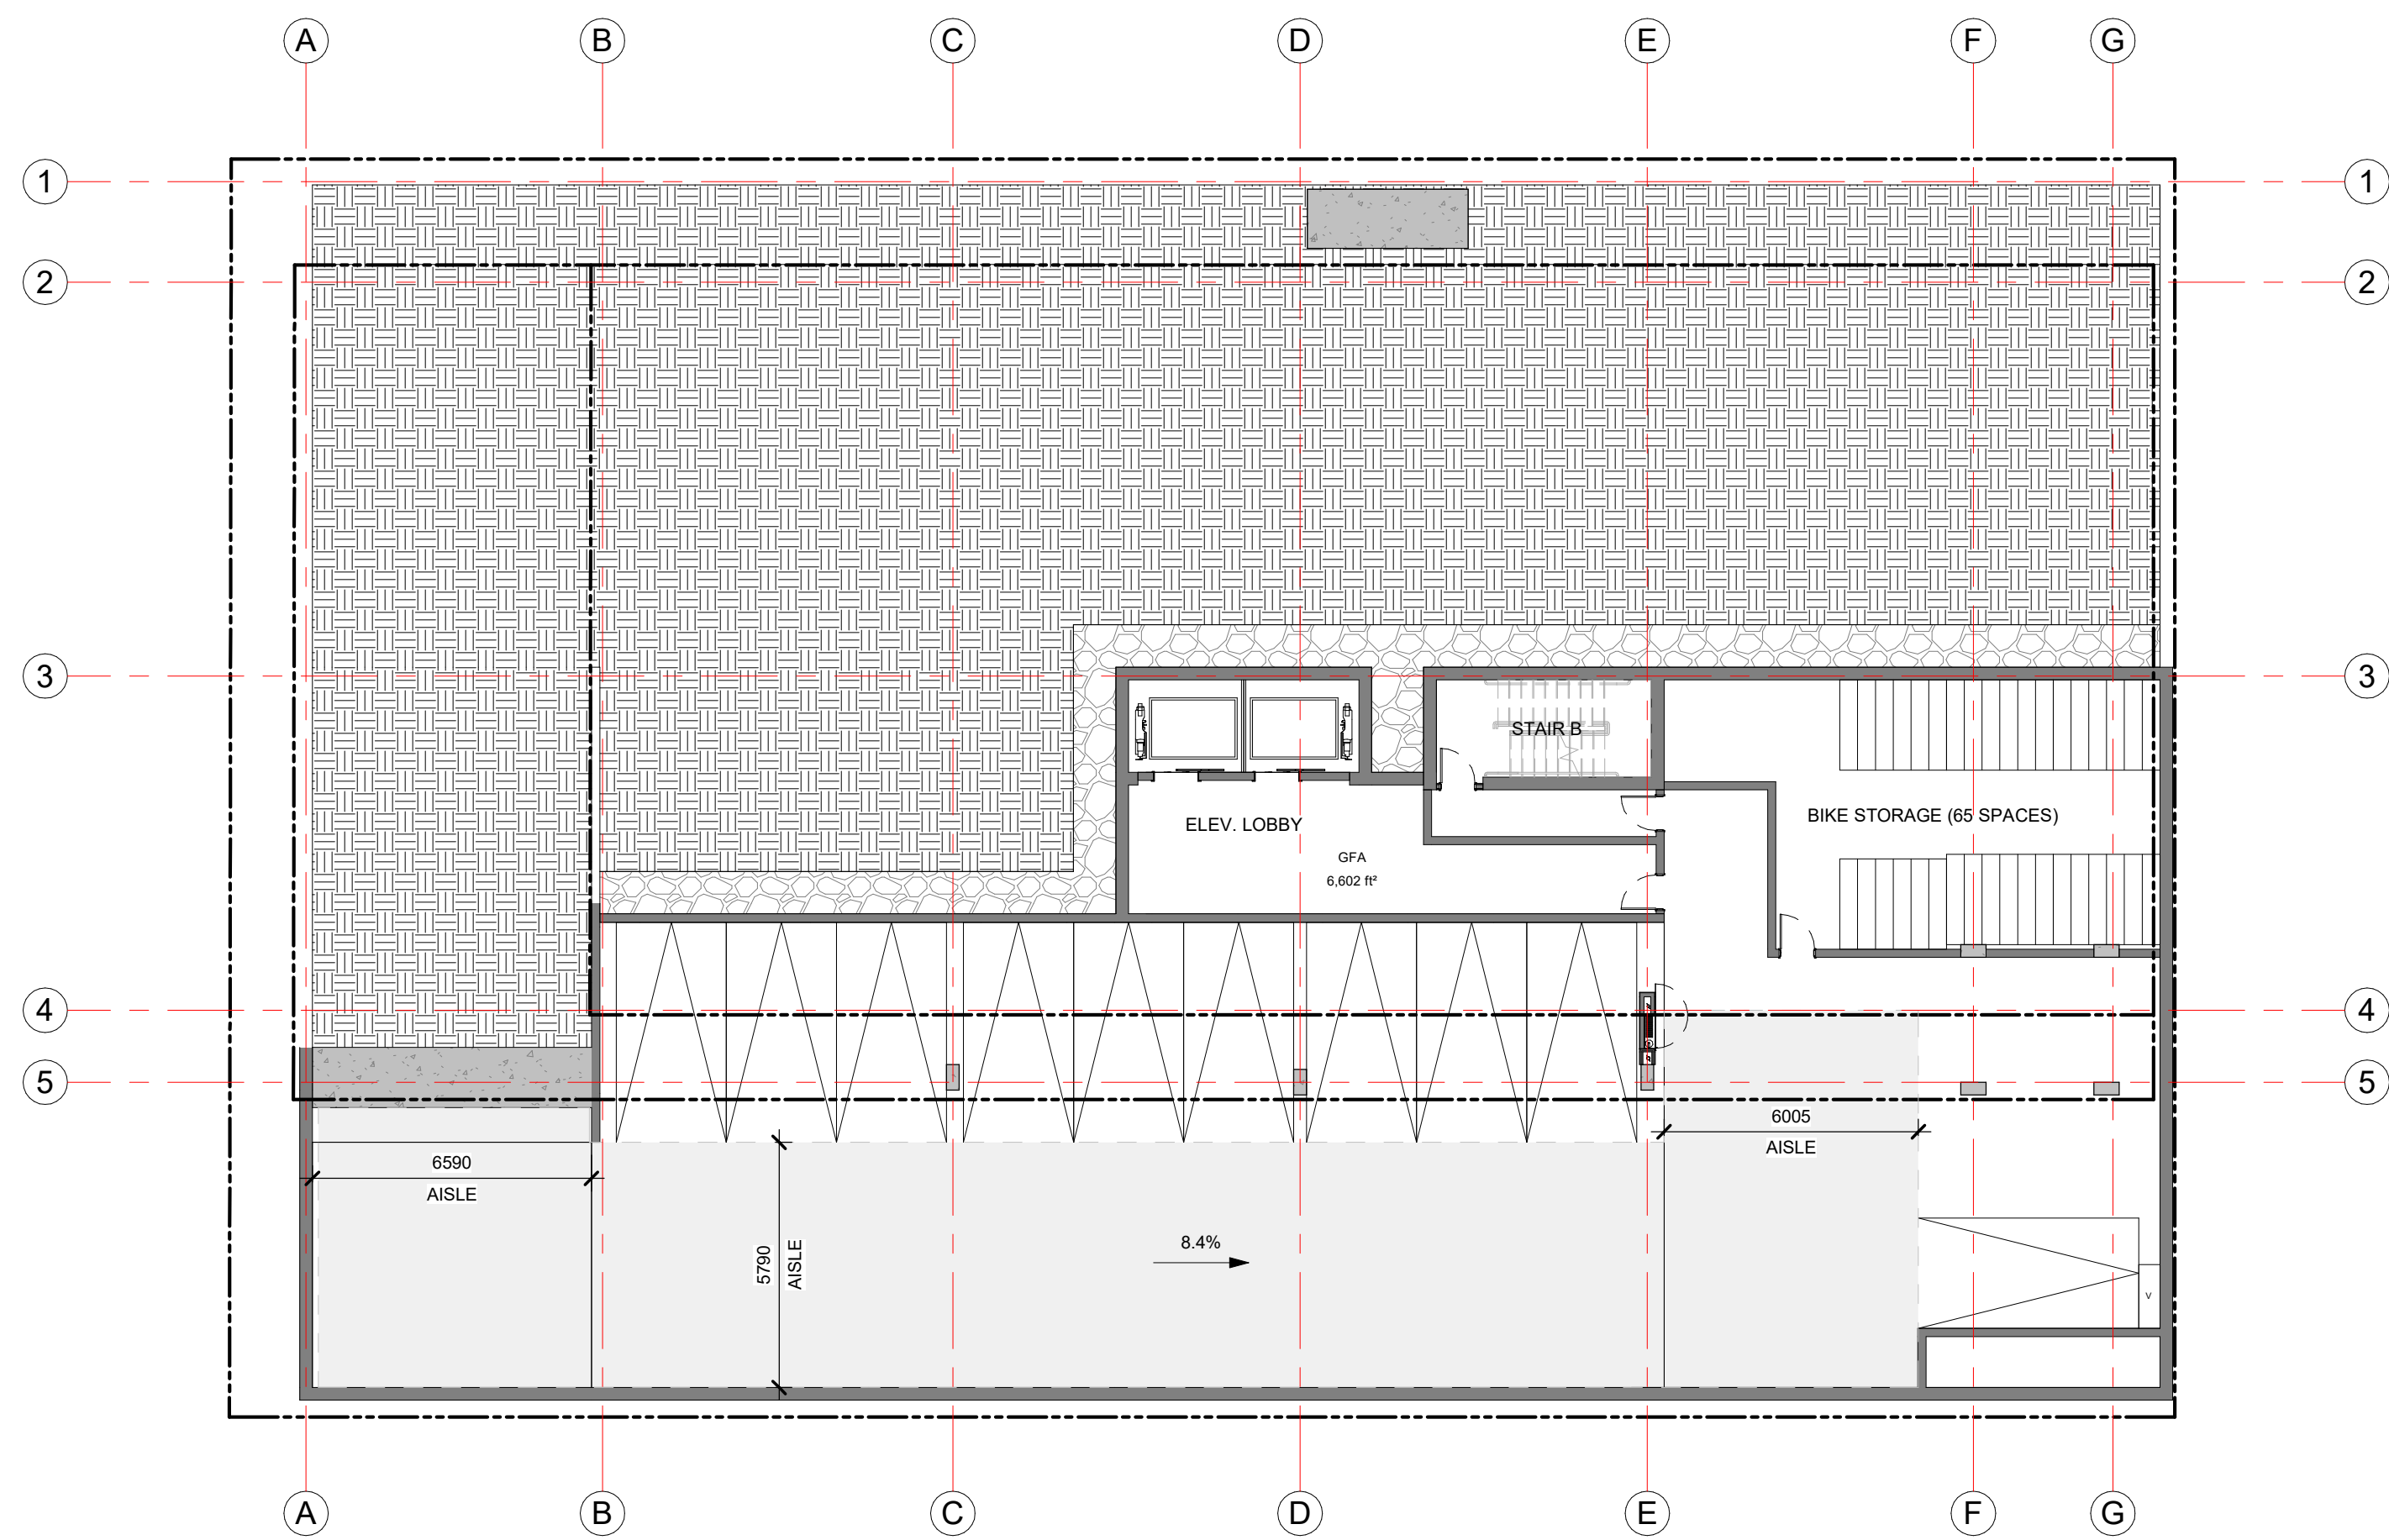 A B C D E F G
1 1
2 2
3 3
STAIR B
BIKE STORAGE (65 SPACES)
ELEV. LOBBY
GFA
6,602 ft²
4 4
5 5
6005
AISLE
6590
AISLE
5790
AISLE
8.4%
V
A B C D E F G